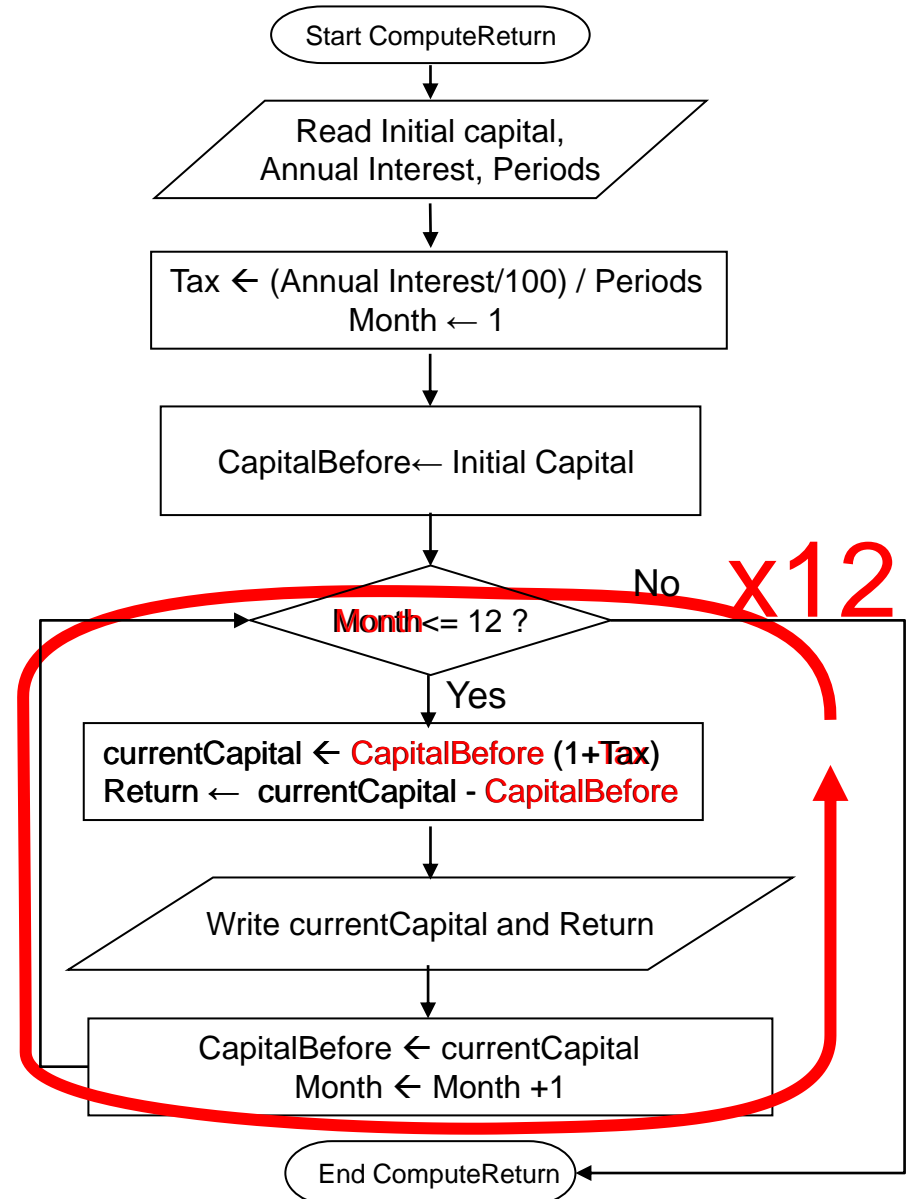 Start ComputeReturn
Read Initial capital,
Annual Interest, Periods
Tax ← (Annual Interest/100) / Periods
Month ← 1
CapitalBefore← Initial Capital
No
x12
Month<= 12 ?
Yes
currentCapital ← CapitalBefore (1+Tax)
Return ← currentCapital - CapitalBefore
Write currentCapital and Return
CapitalBefore ← currentCapital
Month ← Month +1
End ComputeReturn